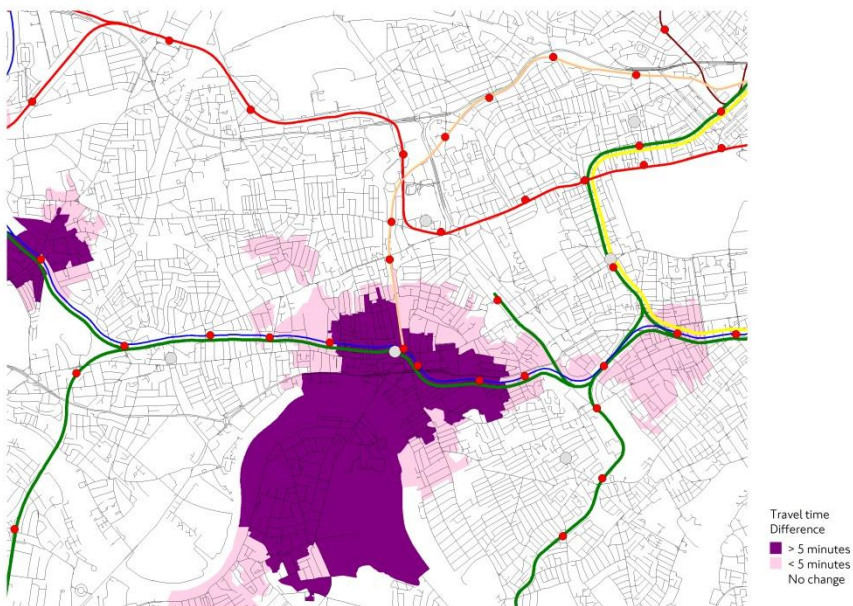 Travel time
Difference
> 5 minutes
< 5 minutes
No change